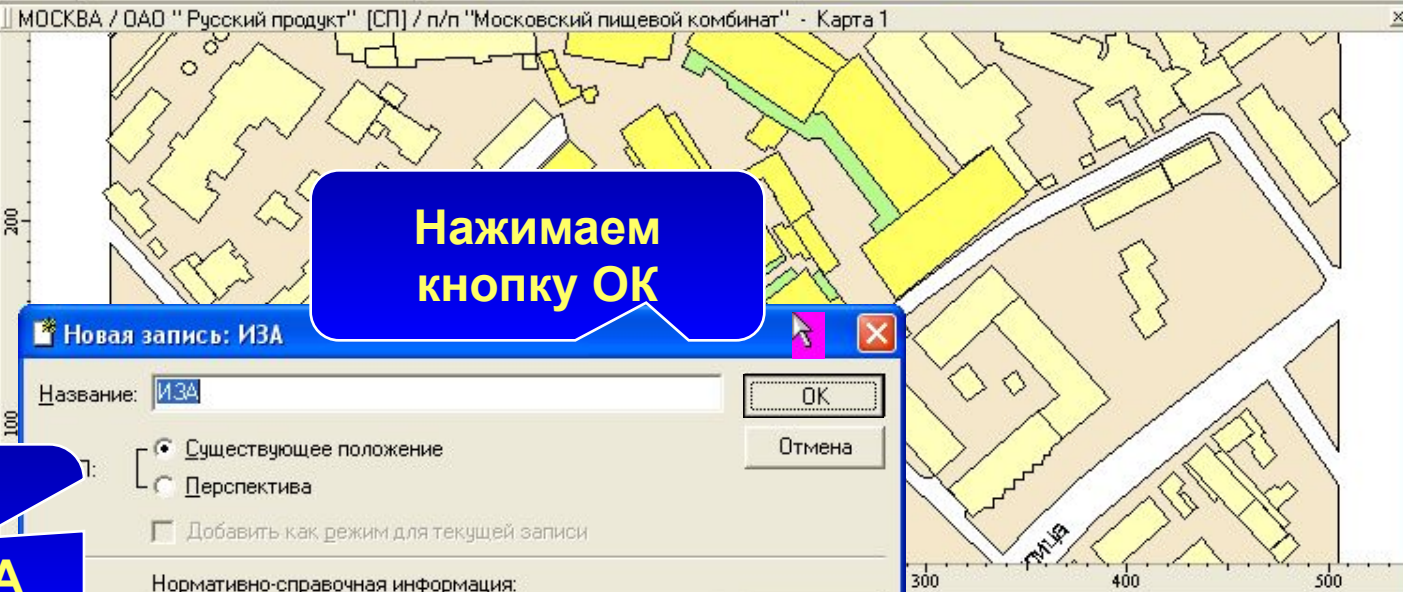 МОСКВА / ОАО "Русский продукт" [СП] / п/п "Московский пищевой комбинат" - Карта 1
200
Нажимаем
кнопку ОК
Новая запись: ИЗА
Название: ИЗА
OK
100
Существующее положение
Отмена
П:
Перспектива
Добавить как режим для текущей записи
А
Нормативно-справочная информация:
300
400
500